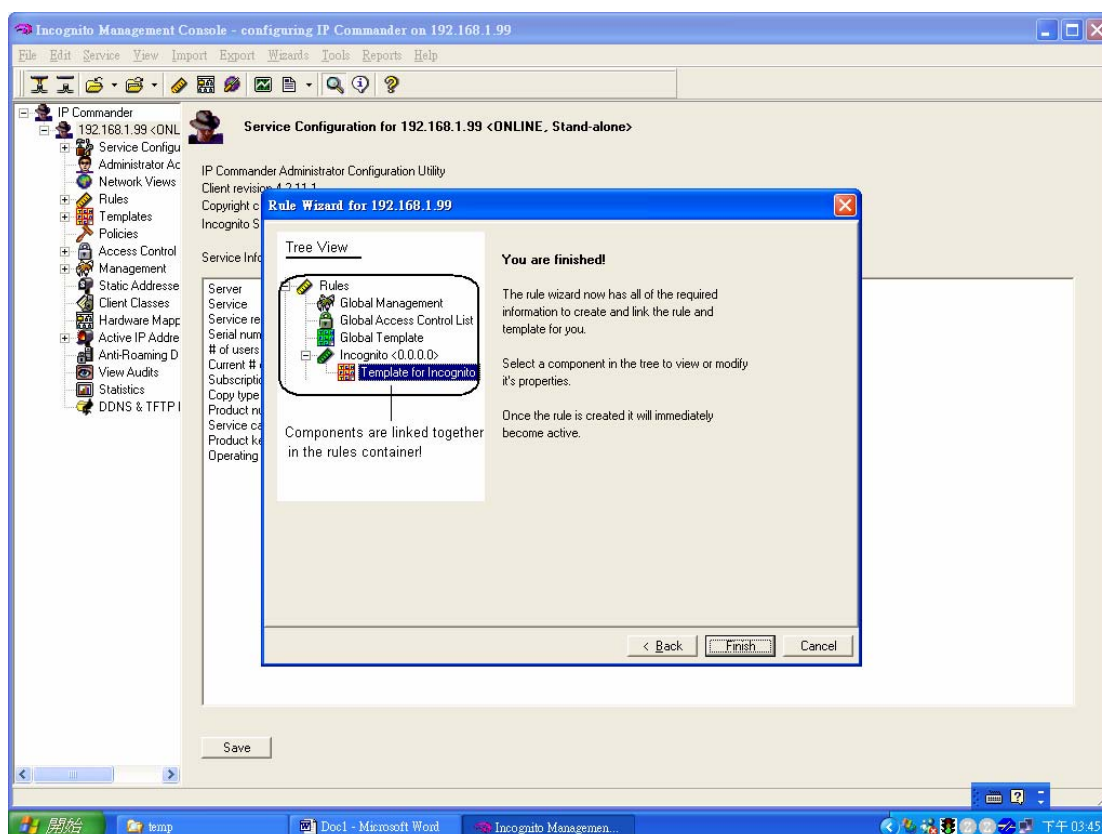 Incognito Management Console - configuring IP Commander on 192.168.1.99
File Edit Service View Import Export Wizards Tools Reports Help
IP Commander
192.168.1.99 <ONL
Service Configu
Administrator Ac
Network Views
Rules
Templates
Policies
Access Control
Management
Static Addresse
Client Classes
Hardware Mapp
Active IP Addre
Anti-Roaming D
View Audits
Statistics
DDNS & TFTP I
Service Configuration for 192.168.1.99 <ONLINE, Stand-alone>
IP Commander Administrator Configuration Utility
Client revision 4.2.11.1
Copyright c
Incognito S
Service Info
Server
Service
Service re
Serial num
# of users
Current #
Subscriptio
Copy type
Product nu
Service ca
Product ke
Operating
Save
Rule Wizard for 192.168.1.99
Tree View
Rules
Global Management
Global Access Control List
Global Template
Incognito <0.0.0.0>
Template for Incognito
Components are linked together
in the rules container!
You are finished!
The rule wizard now has all of the required
information to create and link the rule and
template for you.
Select a component in the tree to view or modify
it's properties.
Once the rule is created it will immediately
become active.
< Back Finish Cancel
開始 temp Doc1 - Microsoft Word Incognito Managemen... 下午 03:45